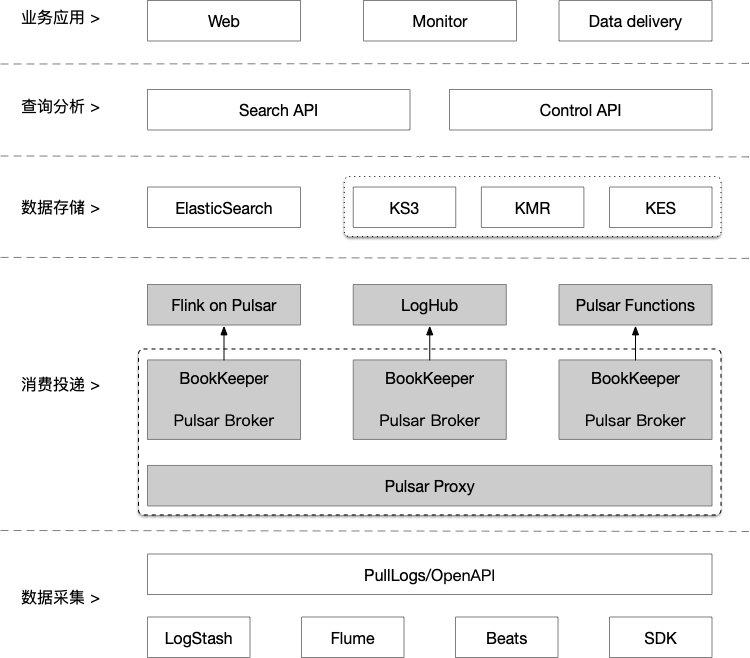 业务应用 >
Web
Monitor
Data delivery
查询分析 >
Search API
Control API
数据存储 >
ElasticSearch
KS3
KMR
KES
消费投递 >
Flink on Pulsar
LogHub
Pulsar Functions
BookKeeper
Pulsar Broker
BookKeeper
Pulsar Broker
BookKeeper
Pulsar Broker
Pulsar Proxy
数据采集 >
PullLogs/OpenAPI
LogStash
Flume
Beats
SDK